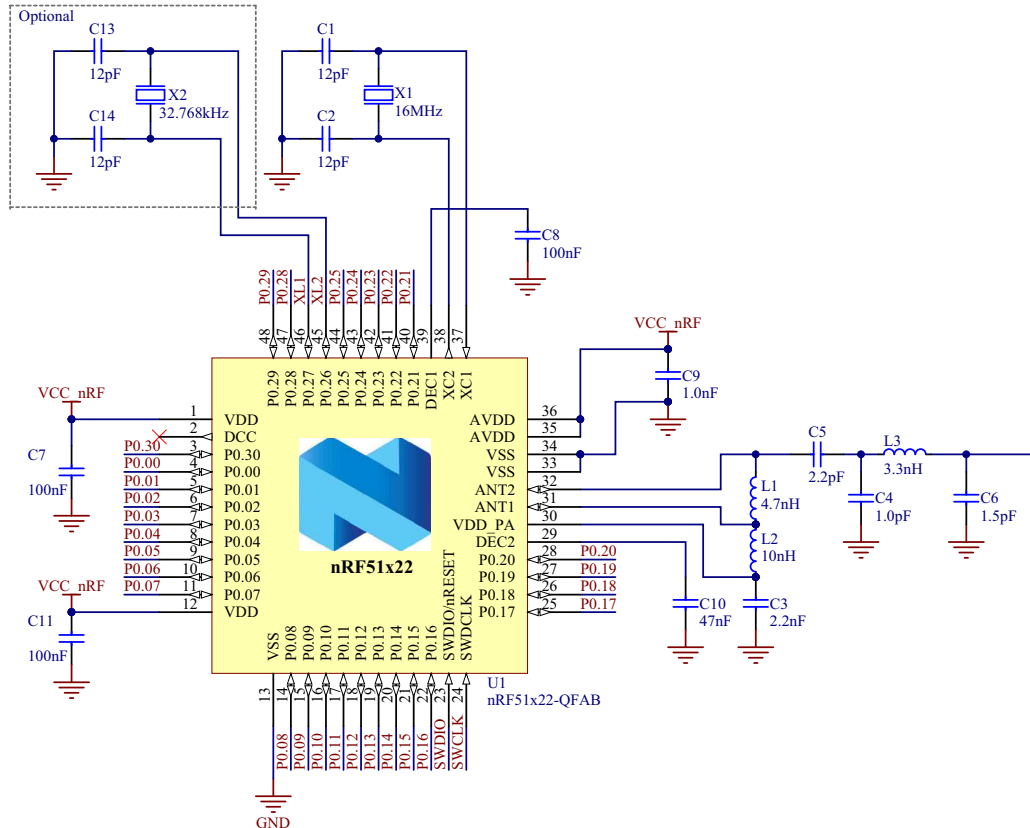 Optional
C13
12pF
X2
32.768kHz
C14
12pF
C1
12pF
X1
16MHz
C2
12pF
C8
100nF
P0.29
P0.28
XL1
XL2
P0.25
P0.24
P0.23
P0.22
P0.21
48
47
46
45
44
43
42
41
40
39
38
37
P0.29
P0.28
P0.27
P0.26
P0.25
P0.24
P0.23
P0.22
P0.21
DEC1
XC2
XC1
VCC_nRF
C9
1.0nF
VCC_nRF
C7
100nF
1 VDD
2 DCC
P0.30 3 P0.30
P0.00 4 P0.00
P0.01 5 P0.01
P0.02 6 P0.02
P0.03 7 P0.03
P0.04 8 P0.04
P0.05 9 P0.05
P0.06 10 P0.06
P0.07 11 P0.07
12 VDD
VCC_nRF
C11
100nF
nRF51x22
AVDD 36
AVDD 35
VSS 34
VSS 33
ANT2 32
ANT1 31
VDD_PA 30
DEC2 29
P0.20 28 P0.20
P0.19 27 P0.19
P0.18 26 P0.18
P0.17 25 P0.17
C5
2.2pF
L3
3.3nH
L1
4.7nH
C4
1.0pF
C6
1.5pF
L2
10nH
C10
47nF
C3
2.2nF
VSS
P0.08
P0.09
P0.10
P0.11
P0.12
P0.13
P0.14
P0.15
P0.16
SWDIO/nRESET
SWDCLK
13
14
15
16
17
18
19
20
21
22
23
24
U1
nRF51x22-QFAB
P0.08
P0.09
P0.10
P0.11
P0.12
P0.13
P0.14
P0.15
P0.16
SWDIO
SWCLK
GND